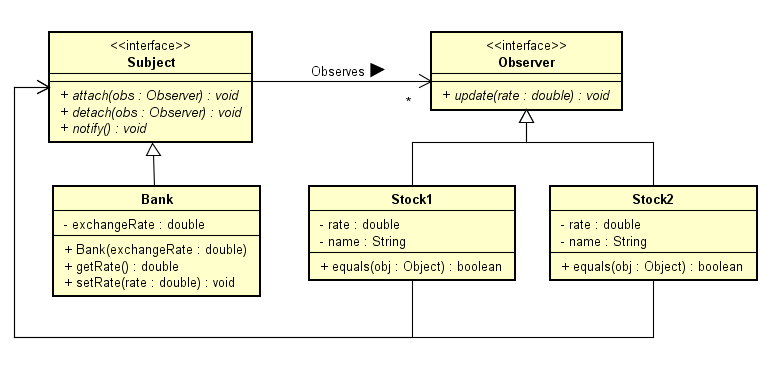 <<interface>>
Subject
+ attach(obs : Observer) : void
+ detach(obs : Observer) : void
+ notify() : void
Observes
*
<<interface>>
Observer
+ update(rate : double) : void
Bank
- exchangeRate : double
+ Bank(exchangeRate : double)
+ getRate() : double
+ setRate(rate : double) : void
Stock1
- rate : double
- name : String
+ equals(obj : Object) : boolean
Stock2
- rate : double
- name : String
+ equals(obj : Object) : boolean